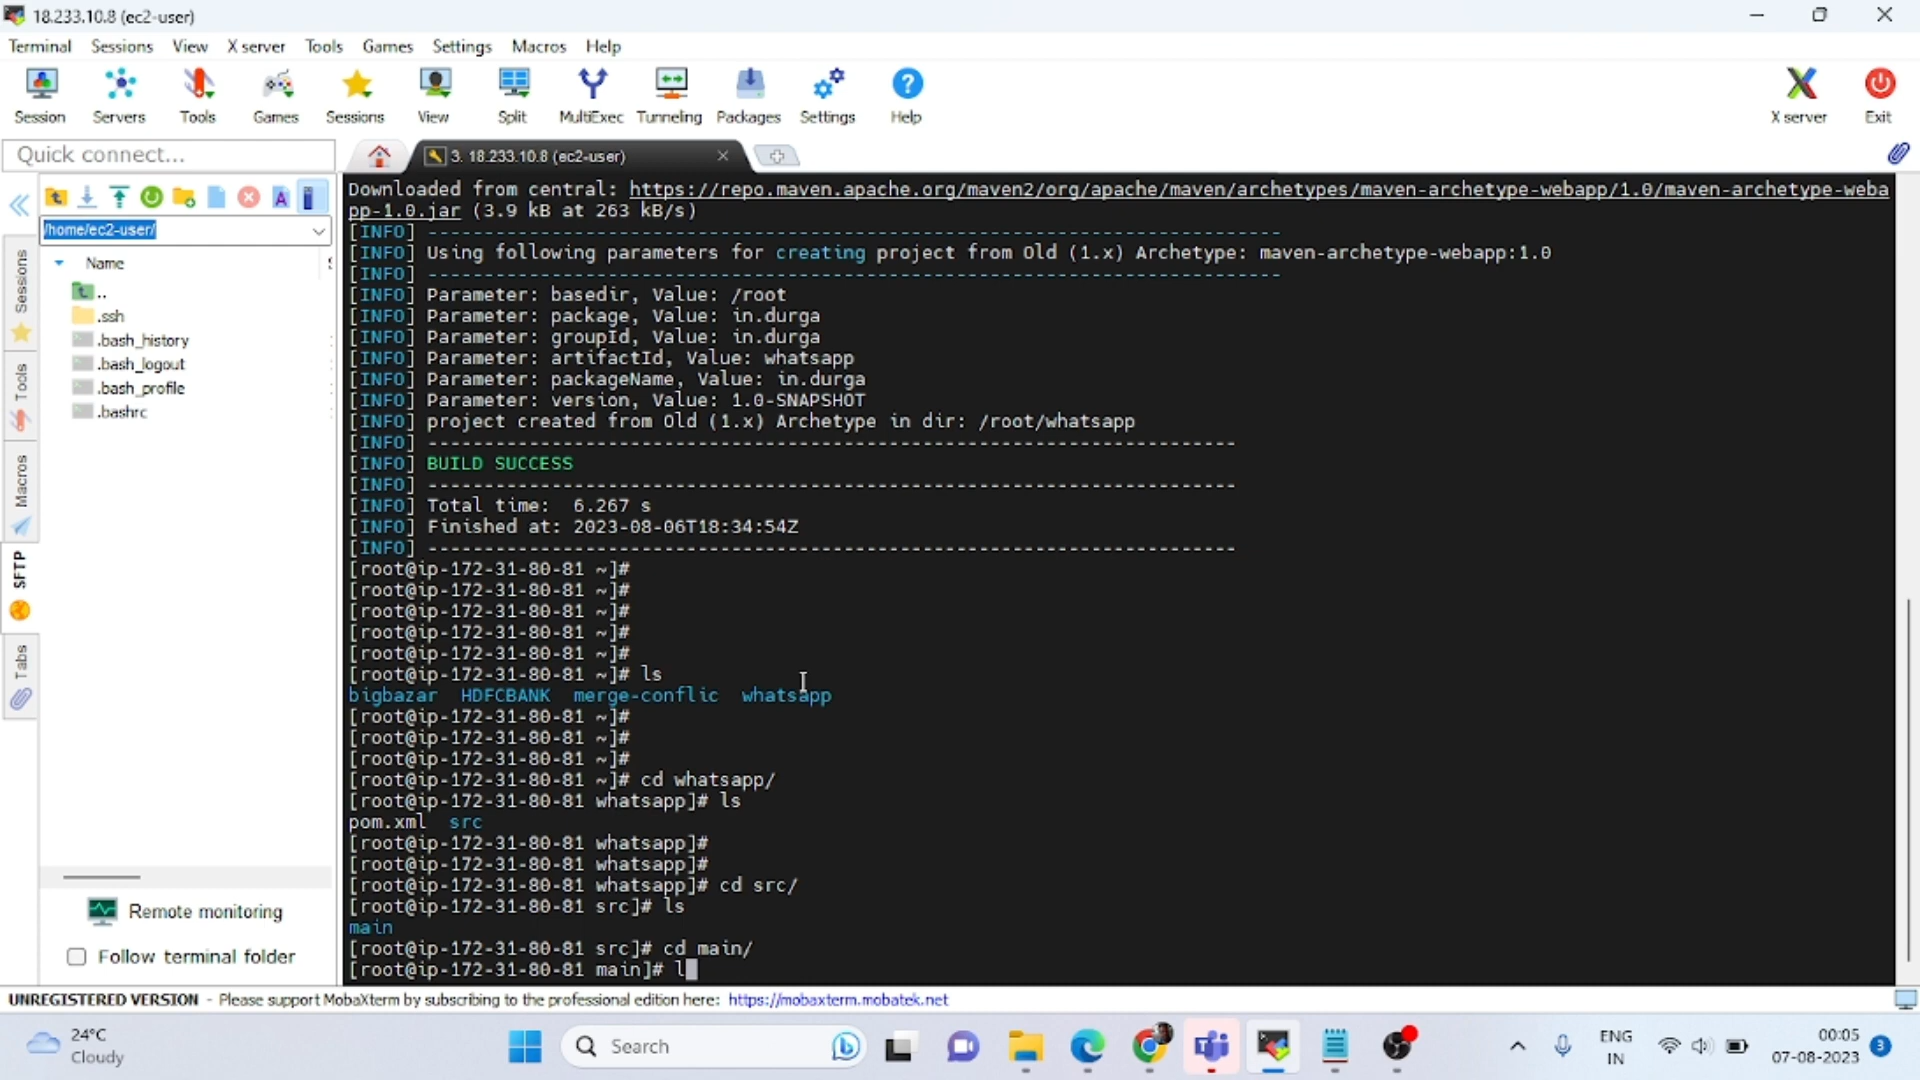 18.233.10.8 (ec2-user)
Terminal Sessions View X server Tools Games Settings Macros Help
Session Servers Tools Games Sessions View Split MultiExec Tunneling Packages Settings Help X server Exit
Quick connect...
3. 18.233.10.8 (ec2-user)
/home/ec2-user/
Name
..
.ssh
.bash_history
.bash_logout
.bash_profile
.bashrc
Sessions
Tools
Macros
SFTP
Tabs
Remote monitoring
Follow terminal folder
Downloaded from central: https://repo.maven.apache.org/maven2/org/apache/maven/archetypes/maven-archetype-webapp/1.0/maven-archetype-weba
pp-1.0.jar (3.9 kB at 263 kB/s)
[INFO] ----------------------------------------------------------------------------
[INFO] Using following parameters for creating project from Old (1.x) Archetype: maven-archetype-webapp:1.0
[INFO] ----------------------------------------------------------------------------
[INFO] Parameter: basedir, Value: /root
[INFO] Parameter: package, Value: in.durga
[INFO] Parameter: groupId, Value: in.durga
[INFO] Parameter: artifactId, Value: whatsapp
[INFO] Parameter: packageName, Value: in.durga
[INFO] Parameter: version, Value: 1.0-SNAPSHOT
[INFO] project created from Old (1.x) Archetype in dir: /root/whatsapp
[INFO] ------------------------------------------------------------------------
[INFO] BUILD SUCCESS
[INFO] ------------------------------------------------------------------------
[INFO] Total time:  6.267 s
[INFO] Finished at: 2023-08-06T18:34:54Z
[INFO] ------------------------------------------------------------------------
[root@ip-172-31-80-81 ~]#
[root@ip-172-31-80-81 ~]#
[root@ip-172-31-80-81 ~]#
[root@ip-172-31-80-81 ~]#
[root@ip-172-31-80-81 ~]#
[root@ip-172-31-80-81 ~]# ls
bigbazar  HDFCBANK  merge-conflic  whatsapp
[root@ip-172-31-80-81 ~]#
[root@ip-172-31-80-81 ~]#
[root@ip-172-31-80-81 ~]#
[root@ip-172-31-80-81 ~]# cd whatsapp/
[root@ip-172-31-80-81 whatsapp]# ls
pom.xml  src
[root@ip-172-31-80-81 whatsapp]#
[root@ip-172-31-80-81 whatsapp]#
[root@ip-172-31-80-81 whatsapp]# cd src/
[root@ip-172-31-80-81 src]# ls
main
[root@ip-172-31-80-81 src]# cd main/
[root@ip-172-31-80-81 main]# l
UNREGISTERED VERSION - Please support MobaXterm by subscribing to the professional edition here: https://mobaxterm.mobatek.net
24°C
Cloudy
Search
ENG
IN
00:05
07-08-2023
3